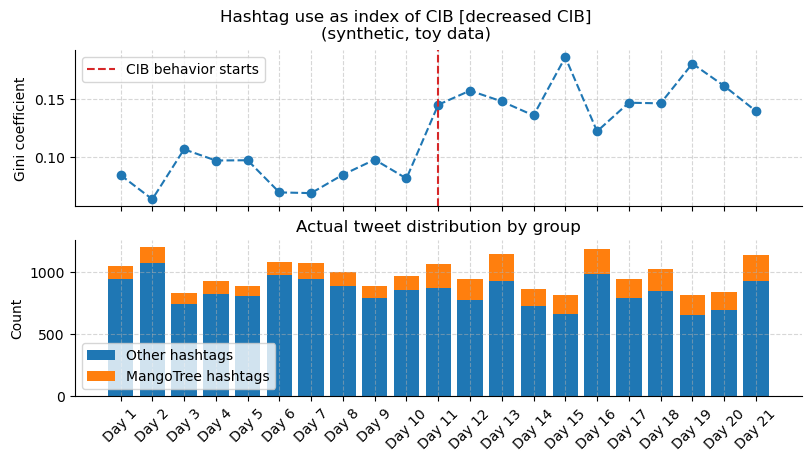 Hashtag use as index of CIB [decreased CIB]
(synthetic, toy data)
CIB behavior starts
Gini coefficient
0.15
0.10
Actual tweet distribution by group
Count
1000
500
0
Other hashtags
MangoTree hashtags
Day 1
Day 2
Day 3
Day 4
Day 5
Day 6
Day 7
Day 8
Day 9
Day 10
Day 11
Day 12
Day 13
Day 14
Day 15
Day 16
Day 17
Day 18
Day 19
Day 20
Day 21